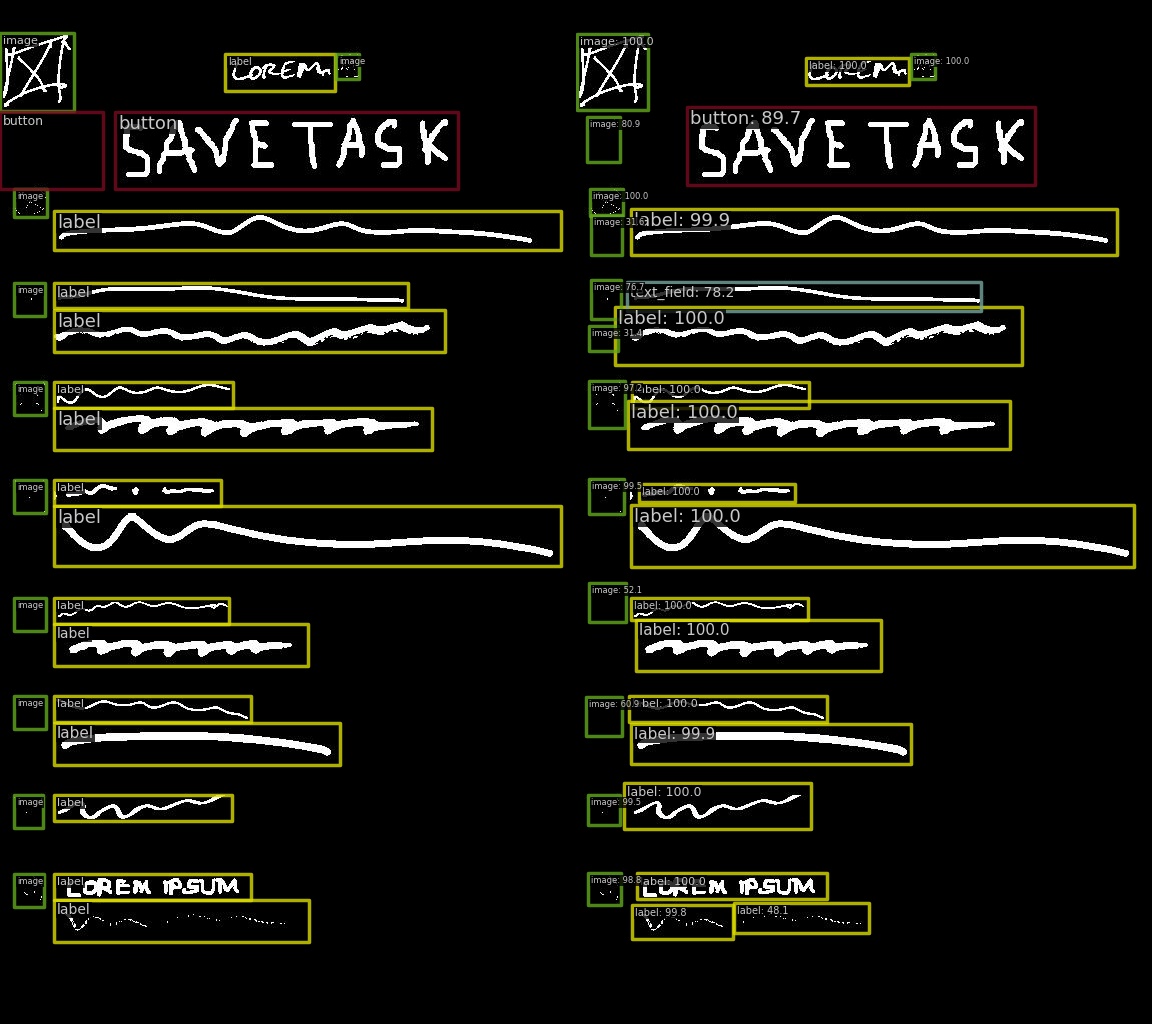 image image: 100.0
label image label: 100.0 image: 100.0
LOREM LOREM
button button button: 89.7
SAVE TASK image: 80.9 SAVE TASK
image image: 100.0
label label: 99.9
image label image: 76.7 text_field: 78.2
label label: 100.0
image label image: 97.2 label: 100.0
label label: 100.0
image label image: 99.5 label: 100.0
label label: 100.0
image label image: 52.1 label: 100.0
label label: 100.0
image label image: 60.9 label: 100.0
label label: 99.9
image label image: 99.5 label: 100.0
image label image: 98.8 label: 100.0
LOREM IPSUM LOREM IPSUM
label label: 99.8 label: 48.1